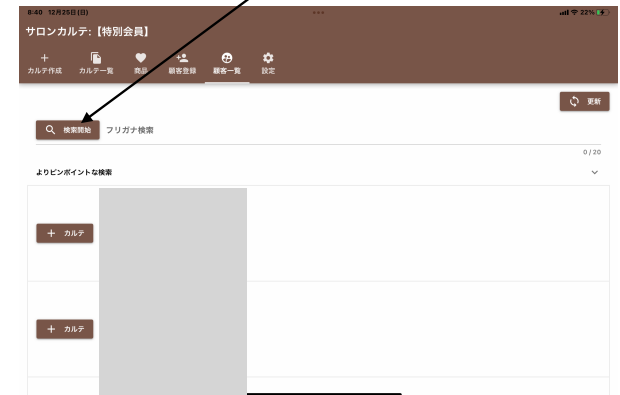 8:40 12月25日(日)
22%
サロンカルテ:【特別会員】
カルテ作成 カルテ一覧 商品 顧客登録 顧客一覧 設定
更新
検索開始 フリガナ検索
0 / 20
よりピンポイントな検索
＋ カルテ
＋ カルテ